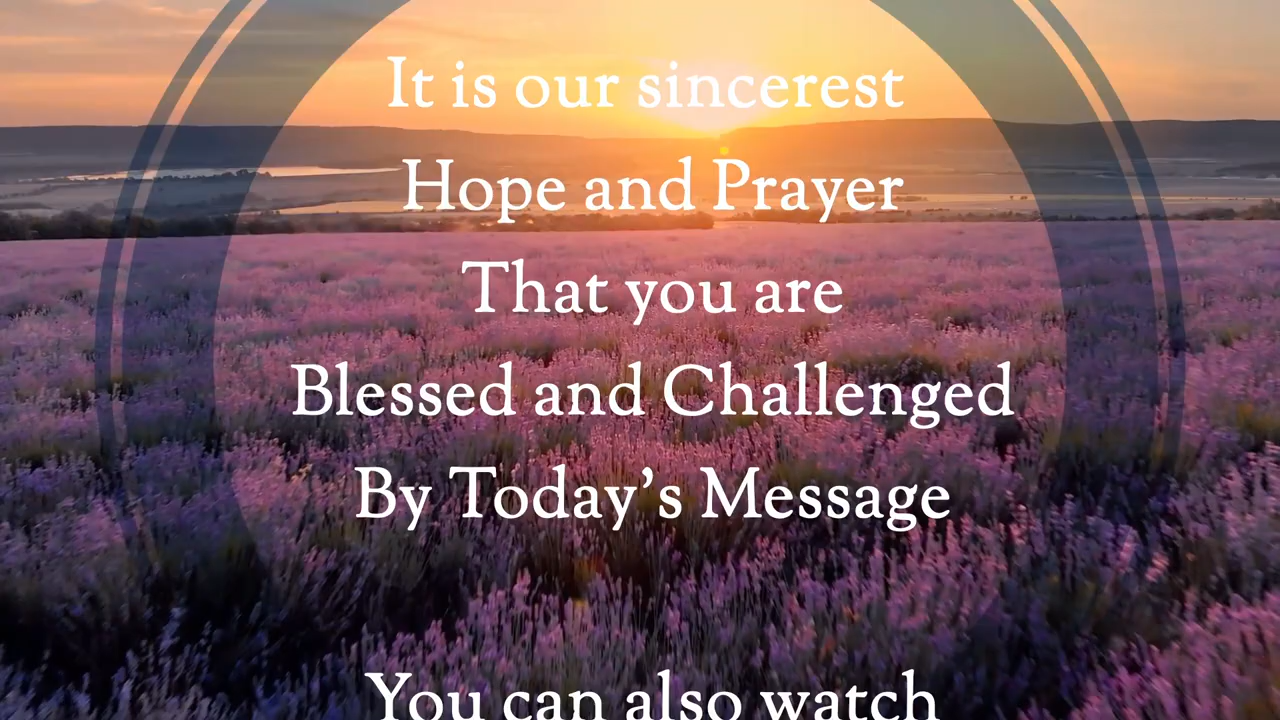 It is our sincerest
Hope and Prayer
That you are
Blessed and Challenged
By Today’s Message
You can also watch